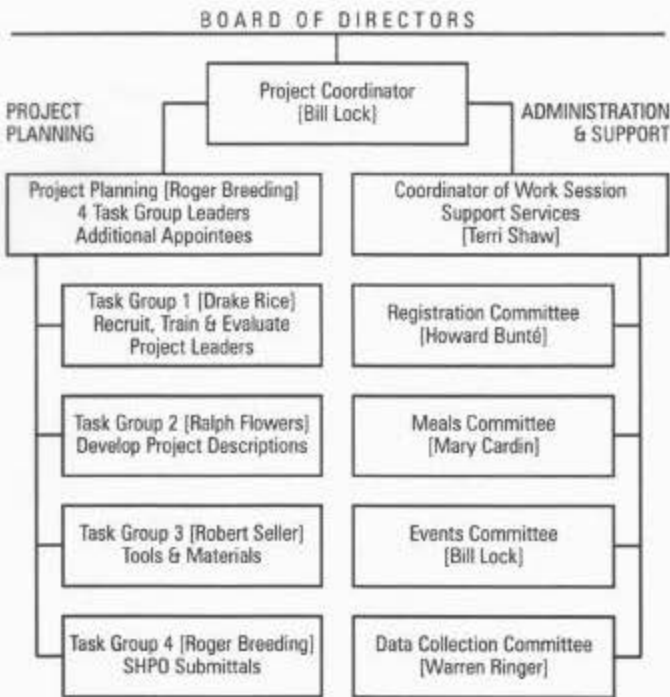 BOARD OF DIRECTORS
Project Coordinator
[Bill Lock]
PROJECT
PLANNING
ADMINISTRATION
& SUPPORT
Project Planning [Roger Breeding]
4 Task Group Leaders
Additional Appointees
Coordinator of Work Session
Support Services
[Terri Shaw]
Task Group 1 [Drake Rice]
Recruit, Train & Evaluate
Project Leaders
Registration Committee
[Howard Bunté]
Task Group 2 [Ralph Flowers]
Develop Project Descriptions
Meals Committee
[Mary Cardin]
Task Group 3 [Robert Seller]
Tools & Materials
Events Committee
[Bill Lock]
Task Group 4 [Roger Breeding]
SHPO Submittals
Data Collection Committee
[Warren Ringer]